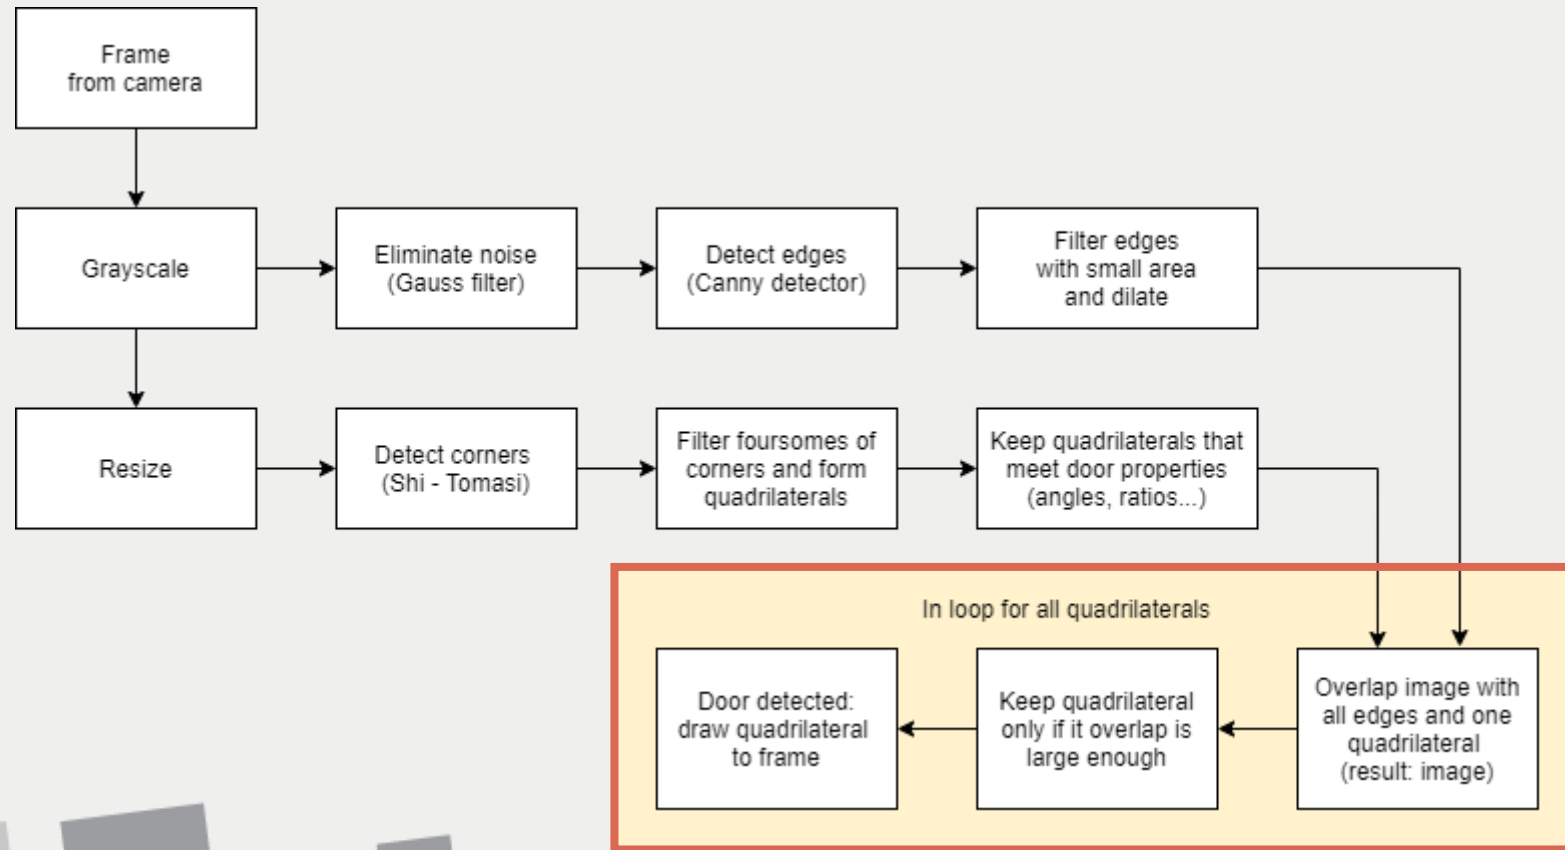 Frame
from camera
Grayscale
Eliminate noise
(Gauss filter)
Detect edges
(Canny detector)
Filter edges
with small area
and dilate
Resize
Detect corners
(Shi - Tomasi)
Filter foursomes of
corners and form
quadrilaterals
Keep quadrilaterals that
meet door properties
(angles, ratios...)
In loop for all quadrilaterals
Door detected:
draw quadrilateral
to frame
Keep quadrilateral
only if it overlap is
large enough
Overlap image with
all edges and one
quadrilateral
(result: image)